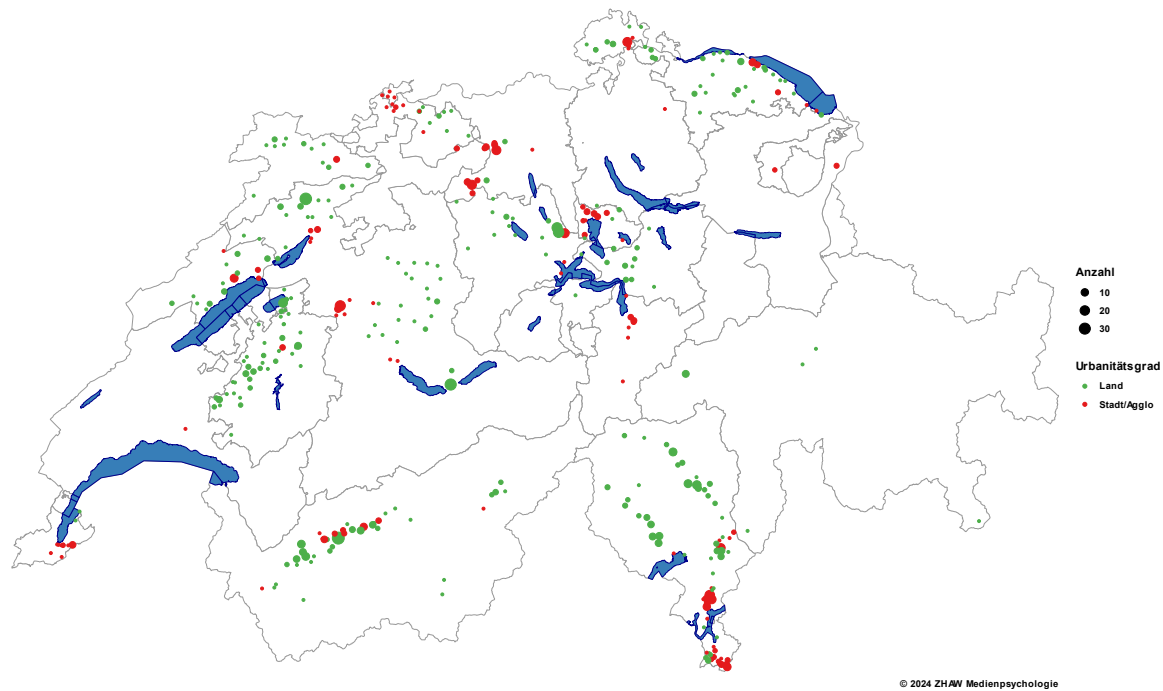 Anzahl
10
20
30
Urbanitätsgrad
Land
Stadt/Agglo
© 2024 ZHAW Medienpsychologie